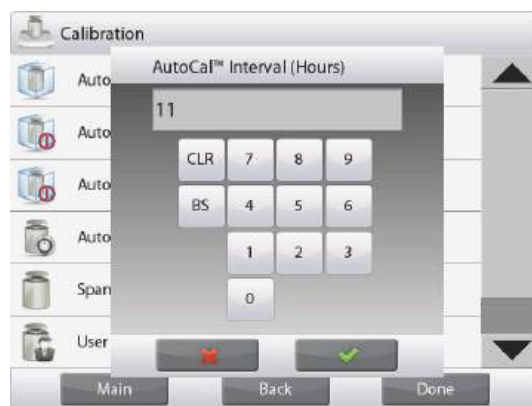 Calibration
AutoCal™ Interval (Hours)
11
Auto
Auto
Auto
Auto
Span
User
CLR 7 8 9
BS 4 5 6
1 2 3
0
Main Back Done